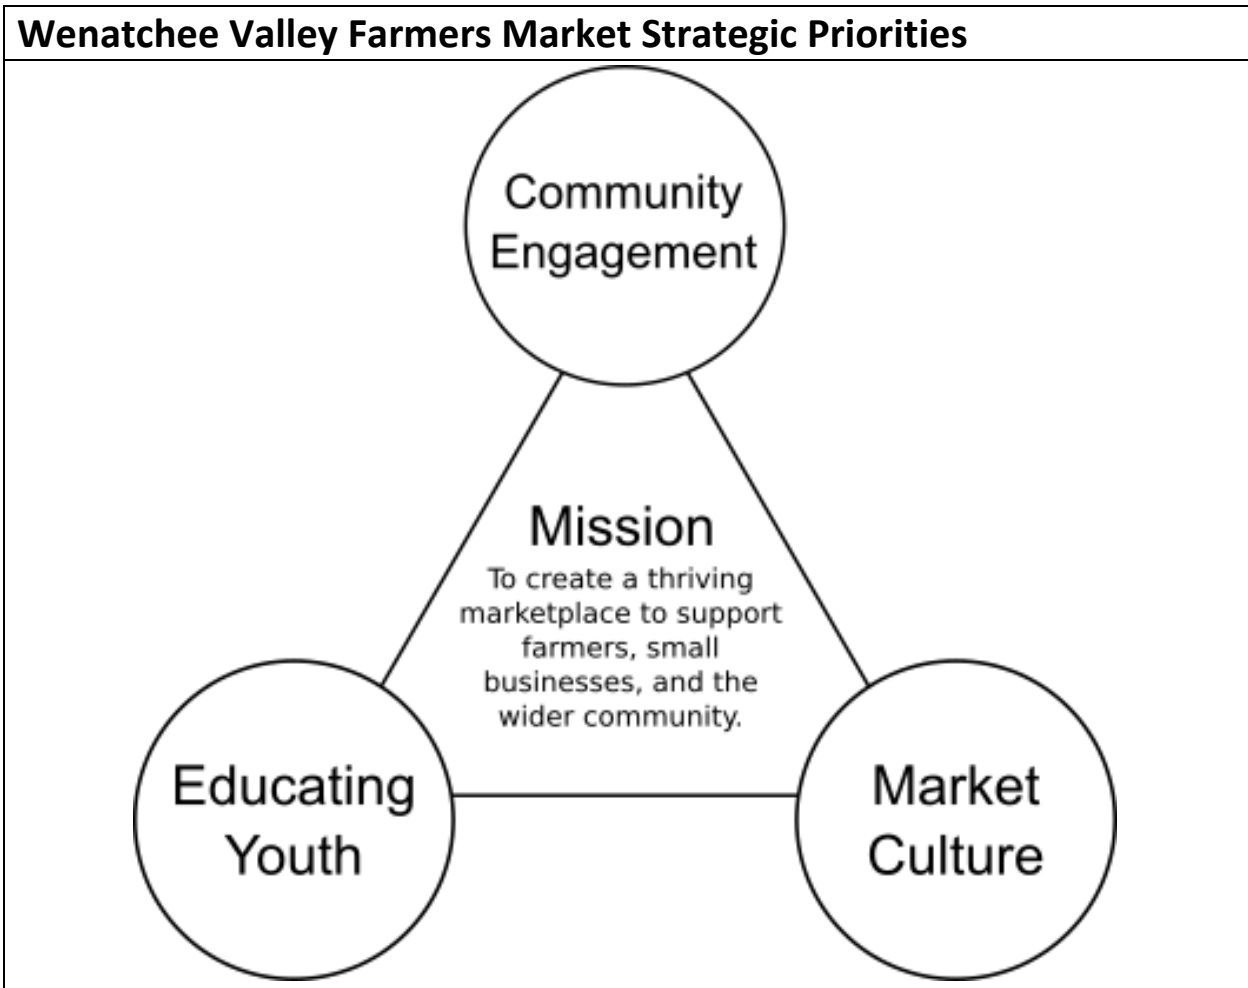 Wenatchee Valley Farmers Market Strategic Priorities
Community
Engagement
Mission
To create a thriving
marketplace to support
farmers, small
businesses, and the
wider community.
Educating
Youth
Market
Culture